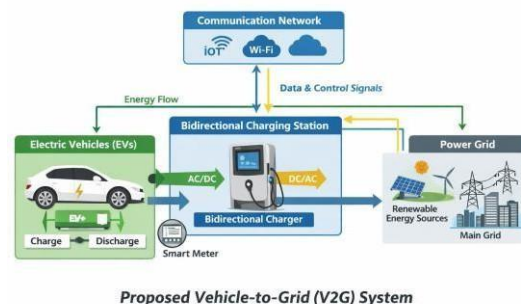 Communication Network
IoT
Wi-Fi
Energy Flow
Data & Control Signals
Electric Vehicles (EVs)
Bidirectional Charging Station
Power Grid
AC/DC
DC/AC
EV+
Charge
Discharge
Smart Meter
Bidirectional Charger
Renewable
Energy Sources
Main Grid
Proposed Vehicle-to-Grid (V2G) System